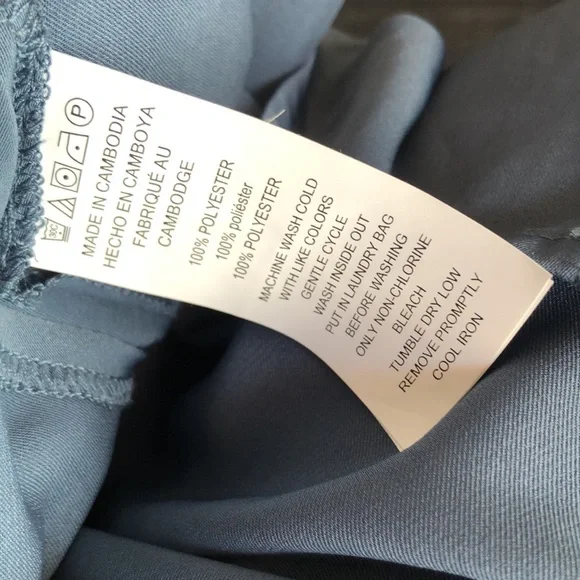 MADE IN CAMBODIA
HECHO EN CAMBOYA
FABRIQUÉ AU
CAMBODGE
100% POLYESTER
100% poliéster
100% POLYESTER
MACHINE WASH COLD
WITH LIKE COLORS
GENTLE CYCLE
WASH INSIDE OUT
PUT IN LAUNDRY BAG
BEFORE WASHING
ONLY NON-CHLORINE
BLEACH
TUMBLE DRY LOW
REMOVE PROMPTLY
COOL IRON
30C
P